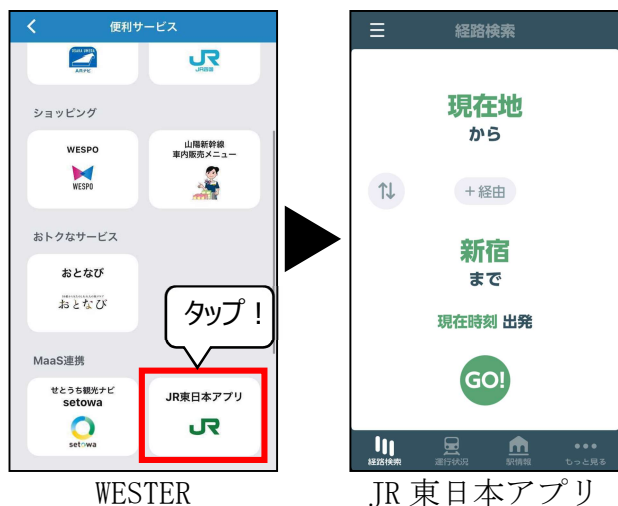 便利サービス
JR西日本
ショッピング
WESPO
WESPO
山陽新幹線
車内販売メニュー
おトクなサービス
おとなび
おとなび
タップ！
MaaS連携
せとうち観光ナビ
setowa
setowa
JR東日本アプリ
JR
WESTER
経路検索
現在地
から
＋経由
新宿
まで
現在時刻 出発
GO!
経路検索
運行状況
駅情報
もっと見る
JR東日本アプリ